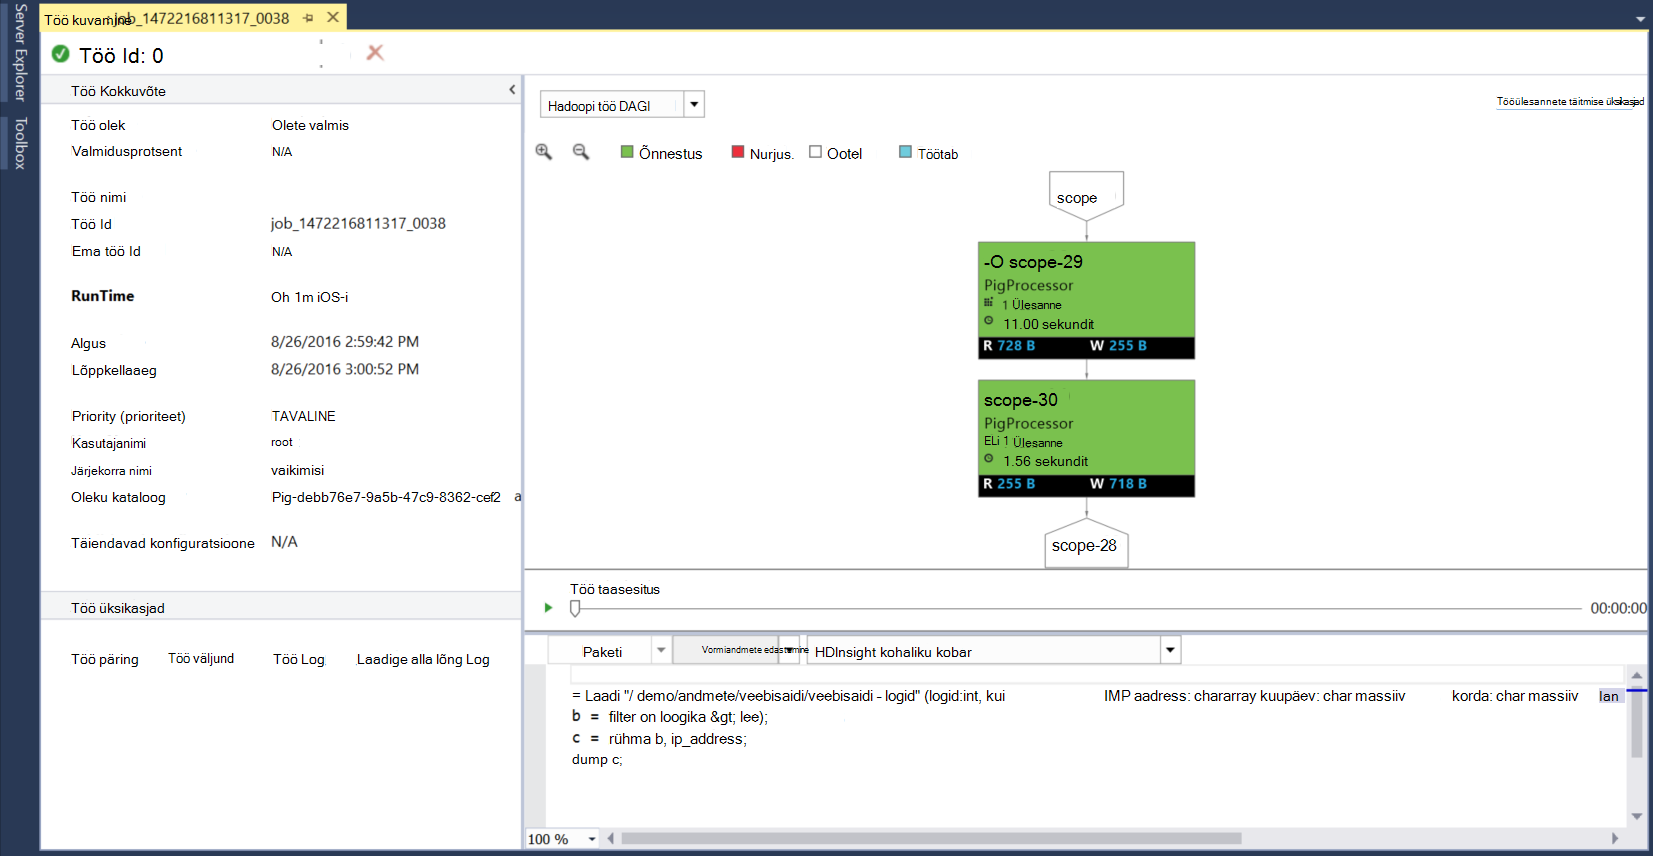 Server Explorer
Toolbox
Töö kuvamine job_1472216811317_0038
Töö Id: 0
Töö Kokkuvõte
Töö olek Olete valmis
Valmidusprotsent N/A
Töö nimi
Töö Id job_1472216811317_0038
Ema töö Id N/A
RunTime Oh 1m iOS-i
Algus 8/26/2016 2:59:42 PM
Lõppkellaaeg 8/26/2016 3:00:52 PM
Priority (prioriteet) TAVALINE
Kasutajanimi root
Järjekorra nimi vaikimisi
Oleku kataloog Pig-debb76e7-9a5b-47c9-8362-cef2 a
Täiendavad konfiguratsioone N/A
Töö üksikasjad
Töö päring Töö väljund Töö Log Laadige alla lõng Log
Hadoopi töö DAGI
Tööülesannete täitmise üksikasjad
Õnnestus Nurjus. Ootel Töötab
scope
-O scope-29
PigProcessor
1 Ülesanne
11.00 sekundit
R 728 B W 255 B
scope-30
PigProcessor
ELi 1 Ülesanne
1.56 sekundit
R 255 B W 718 B
scope-28
Töö taasesitus
00:00:00
Paketi Vormiandmete edastamine HDInsight kohaliku kobar
= Laadi "/ demo/andmete/veebisaidi/veebisaidi - logid" (logid:int, kui IMP aadress: chararray kuupäev: char massiiv korda: char massiiv lan
b = filter on loogika &gt; lee);
c = rühma b, ip_address;
dump c;
100 %